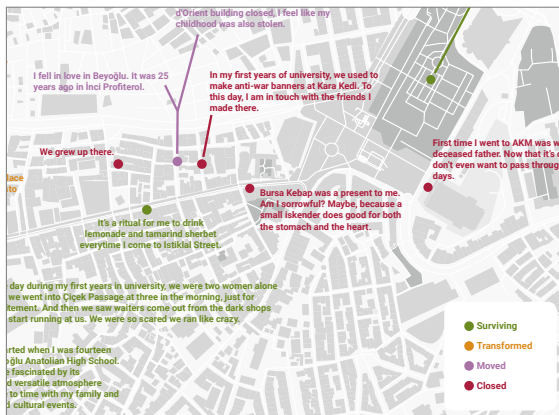 d'Orient building closed, I feel like my
childhood was also stolen.
I fell in love in Beyoğlu. It was 25
years ago in İnci Profiterol.
In my first years of university, we used to
make anti-war banners at Kara Kedi. To
this day, I am in touch with the friends I
made there.
We grew up there.
First time I went to AKM was w
deceased father. Now that it's
don't even want to pass throug
days.
lace
to
Bursa Kebap was a present to me.
Am I sorrowful? Maybe, because a
small iskender does good for both
the stomach and the heart.
It's a ritual for me to drink
lemonade and tamarind sherbet
everytime I come to Istiklal Street.
day during my first years in university, we were two women alone
we went into Çiçek Passage at three in the morning, just for
tement. And then we saw waiters come out from the dark shops
start running at us. We were so scared we ran like crazy.
arted when I was fourteen
oğlu Anatolian High School.
e fascinated by its
d versatile atmosphere
to time with my family and
d cultural events.
Surviving
Transformed
Moved
Closed